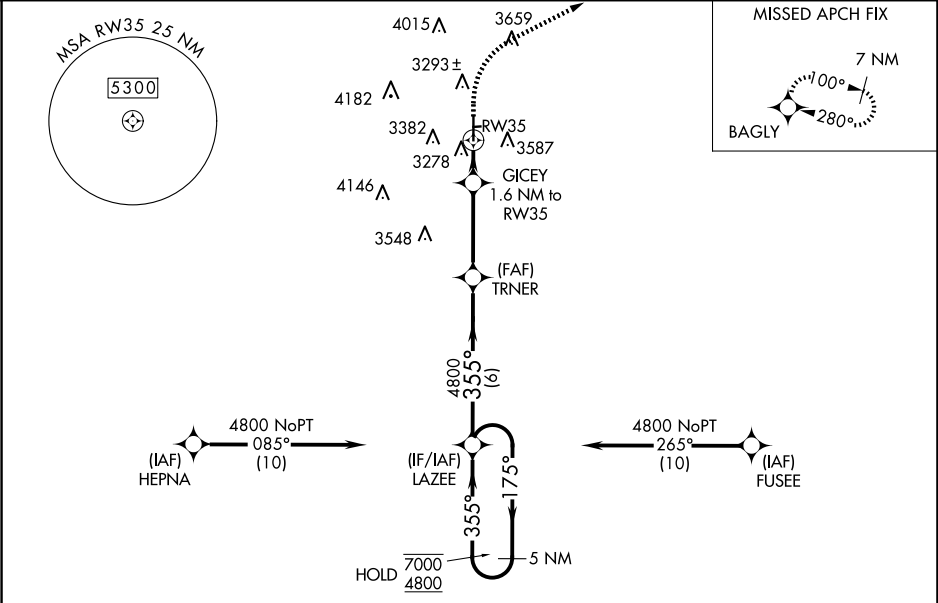 MSA RW35 25 NM
5300
4015
3659
3293±
4182
3382
RW35
3587
3278
GICEY
1.6 NM to
RW35
4146
3548
(FAF)
TRNER
4800
355°
(6)
4800 NoPT
085°
(10)
(IAF)
HEPNA
(IF/IAF)
LAZEE
4800 NoPT
265°
(10)
(IAF)
FUSEE
355°
175°
HOLD
7000
4800
5 NM
MISSED APCH FIX
7 NM
100°
280°
BAGLY